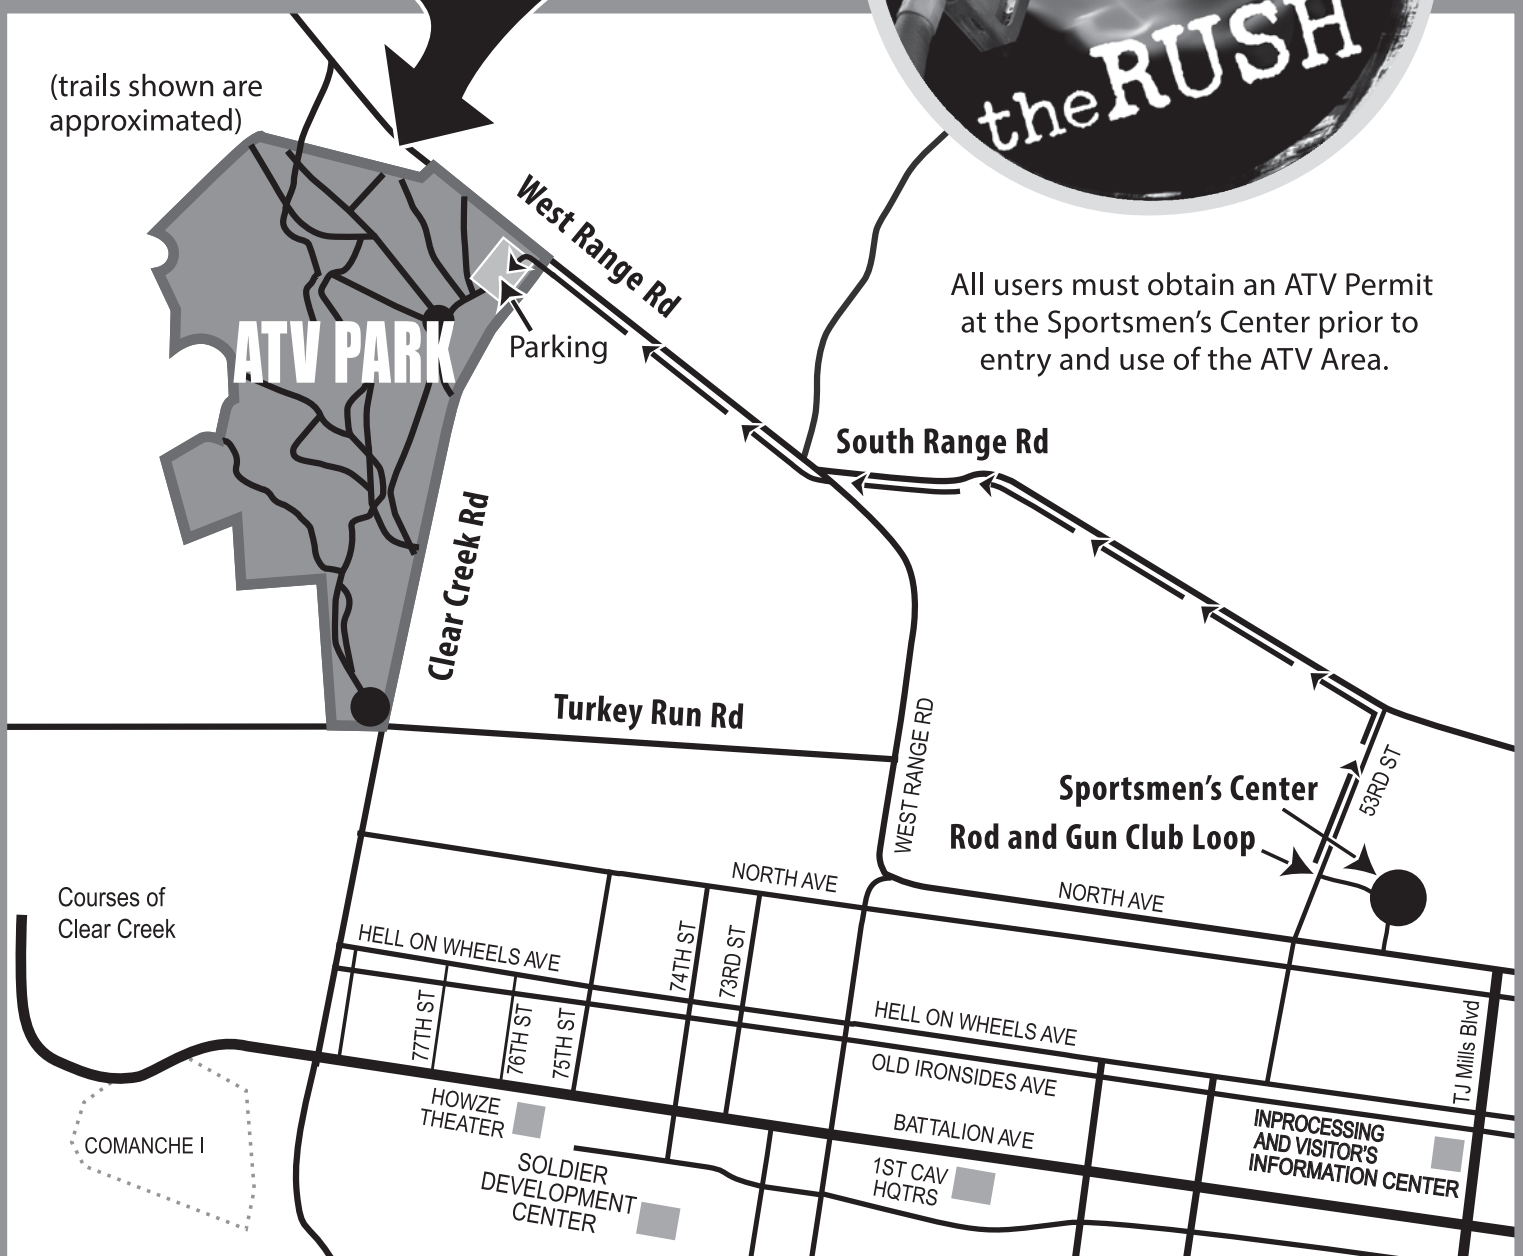 the RUSH
(trails shown are
approximated)
West Range Rd
All users must obtain an ATV Permit
at the Sportsmen's Center prior to
entry and use of the ATV Area.
ATV PARK
Parking
South Range Rd
Clear Creek Rd
Turkey Run Rd
WEST RANGE RD
53RD ST
Sportsmen's Center
Rod and Gun Club Loop
NORTH AVE
NORTH AVE
Courses of
Clear Creek
HELL ON WHEELS AVE
74TH ST
73RD ST
77TH ST
76TH ST
75TH ST
HELL ON WHEELS AVE
TJ Mills Blvd
OLD IRONSIDES AVE
HOWZE
THEATER
BATTALION AVE
INPROCESSING
AND VISITOR'S
INFORMATION CENTER
COMANCHE I
SOLDIER
DEVELOPMENT
CENTER
1ST CAV
HQTRS